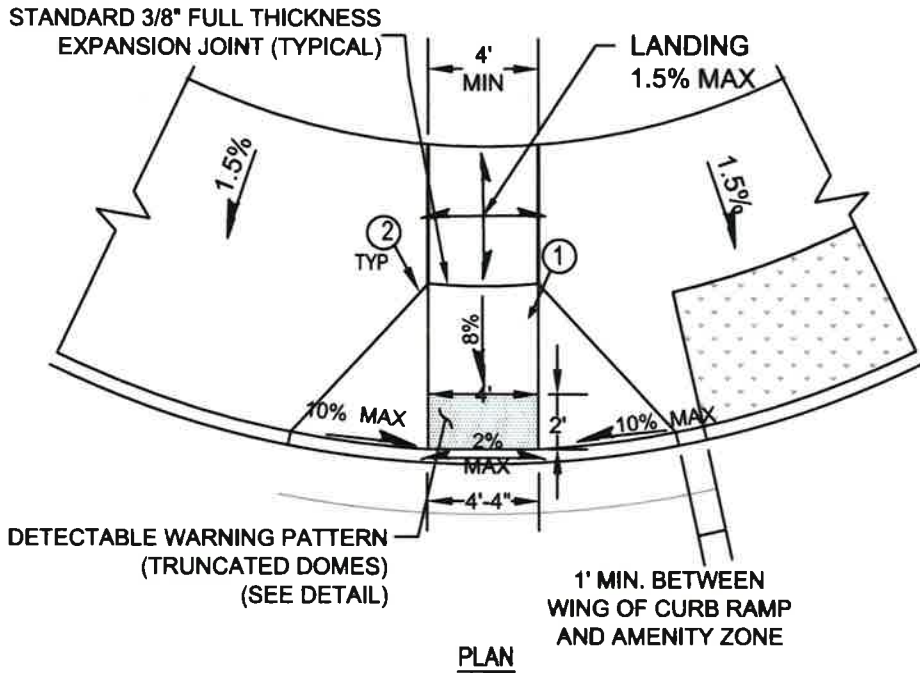 STANDARD 3/8" FULL THICKNESS
EXPANSION JOINT (TYPICAL)
4'
MIN
LANDING
1.5% MAX
1.5%
1.5%
2
TYP
1
8%
4'
10% MAX
2'
10% MAX
2%
MAX
4'-4"
DETECTABLE WARNING PATTERN
(TRUNCATED DOMES)
(SEE DETAIL)
1' MIN. BETWEEN
WING OF CURB RAMP
AND AMENITY ZONE
PLAN